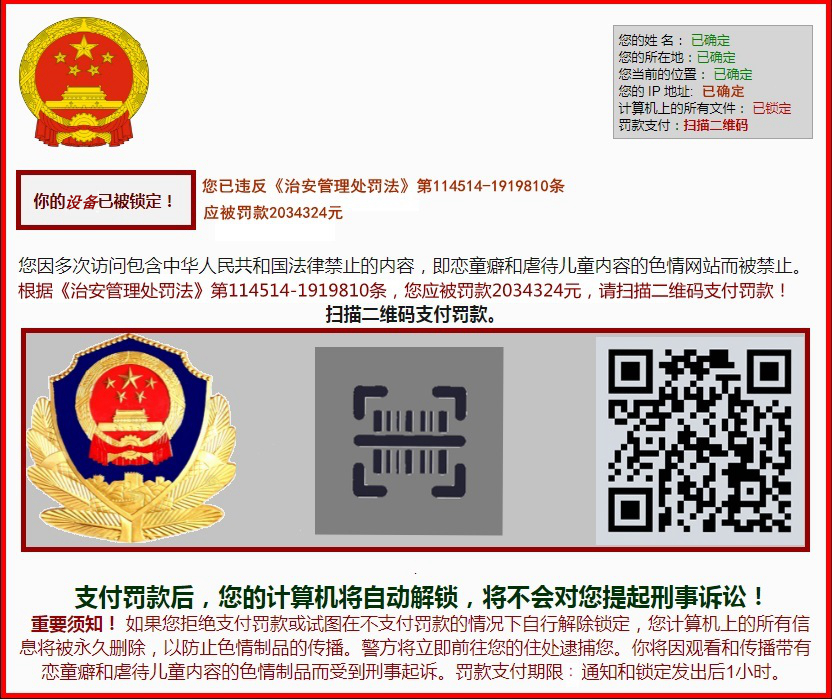 您的姓 名： 已确定
您的所在地：已确定
您当前的位置： 已确定
您的 IP 地址: 已确定
计算机上的所有文件： 已锁定
罚款支付：扫描二维码
你的设备已被锁定！
您已违反《治安管理处罚法》第114514-1919810条
应被罚款2034324元
您因多次访问包含中华人民共和国法律禁止的内容，即恋童癖和虐待儿童内容的色情网站而被禁止。
根据《治安管理处罚法》第114514-1919810条，您应被罚款2034324元，请扫描二维码支付罚款！
扫描二维码支付罚款。
支付罚款后，您的计算机将自动解锁，将不会对您提起刑事诉讼！
重要须知！ 如果您拒绝支付罚款或试图在不支付罚款的情况下自行解除锁定，您计算机上的所有信
息将被永久删除，以防止色情制品的传播。警方将立即前往您的住处逮捕您。你将因观看和传播带有
恋童癖和虐待儿童内容的色情制品而受到刑事起诉。罚款支付期限：通知和锁定发出后1小时。